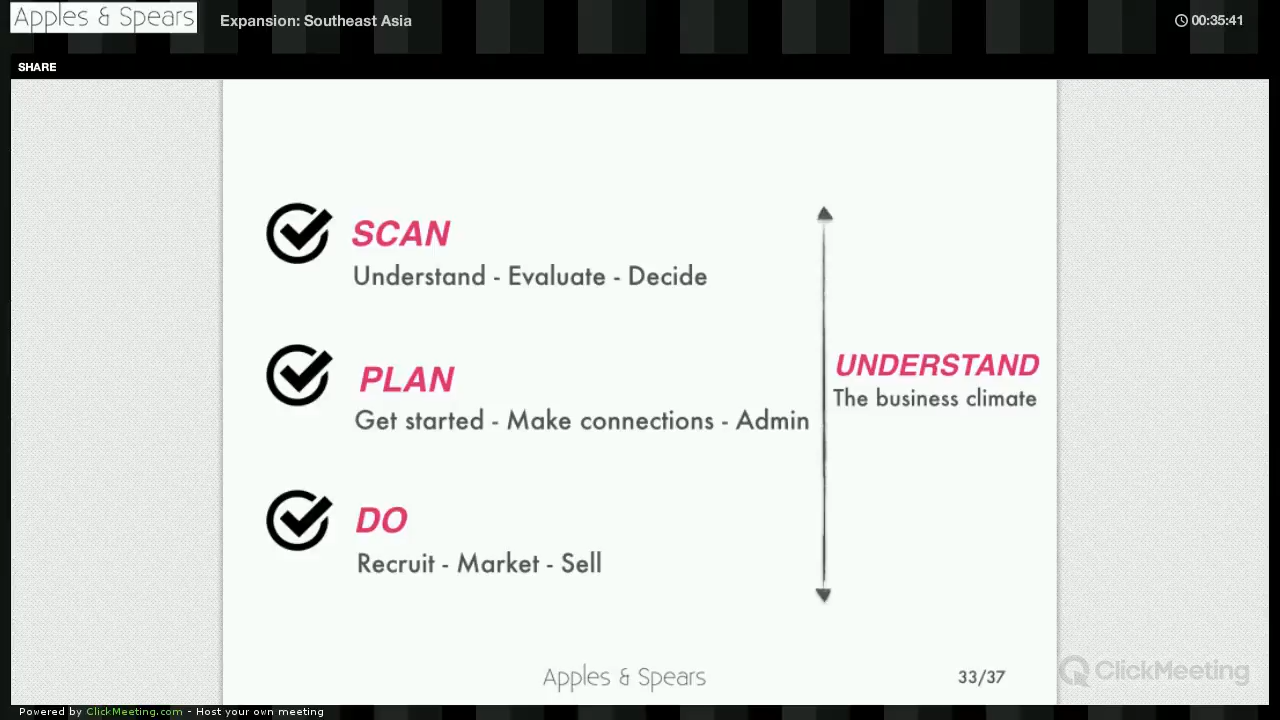 Apples & Spears
Expansion: Southeast Asia
00:35:41
SHARE
SCAN
Understand - Evaluate - Decide
PLAN
Get started - Make connections - Admin
DO
Recruit - Market - Sell
UNDERSTAND
The business climate
Apples & Spears
33/37
ClickMeeting
Powered by ClickMeeting.com - Host your own meeting